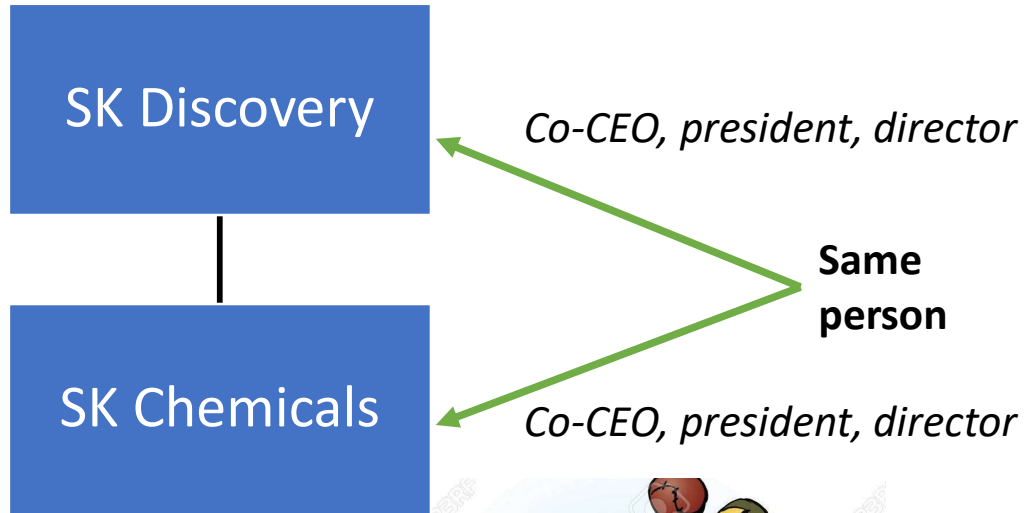 SK Discovery
Co-CEO, president, director
Same
person
SK Chemicals
Co-CEO, president, director